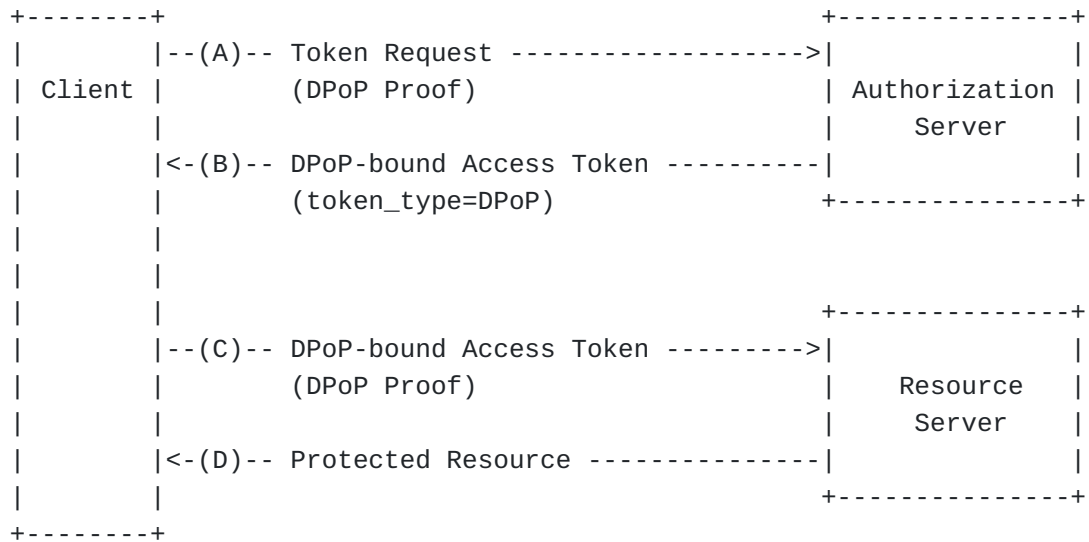 +--------+                                          +---------------+
|        |--(A)-- Token Request ------------------->|               |
| Client |        (DPoP Proof)                      | Authorization |
|        |                                          |     Server    |
|        |<-(B)-- DPoP-bound Access Token ----------|               |
|        |        (token_type=DPoP)                 +---------------+
|        |
|        |
|        |                                          +---------------+
|        |--(C)-- DPoP-bound Access Token --------->|               |
|        |        (DPoP Proof)                      |    Resource   |
|        |                                          |     Server    |
|        |<-(D)-- Protected Resource ---------------|               |
|        |                                          +---------------+
+--------+